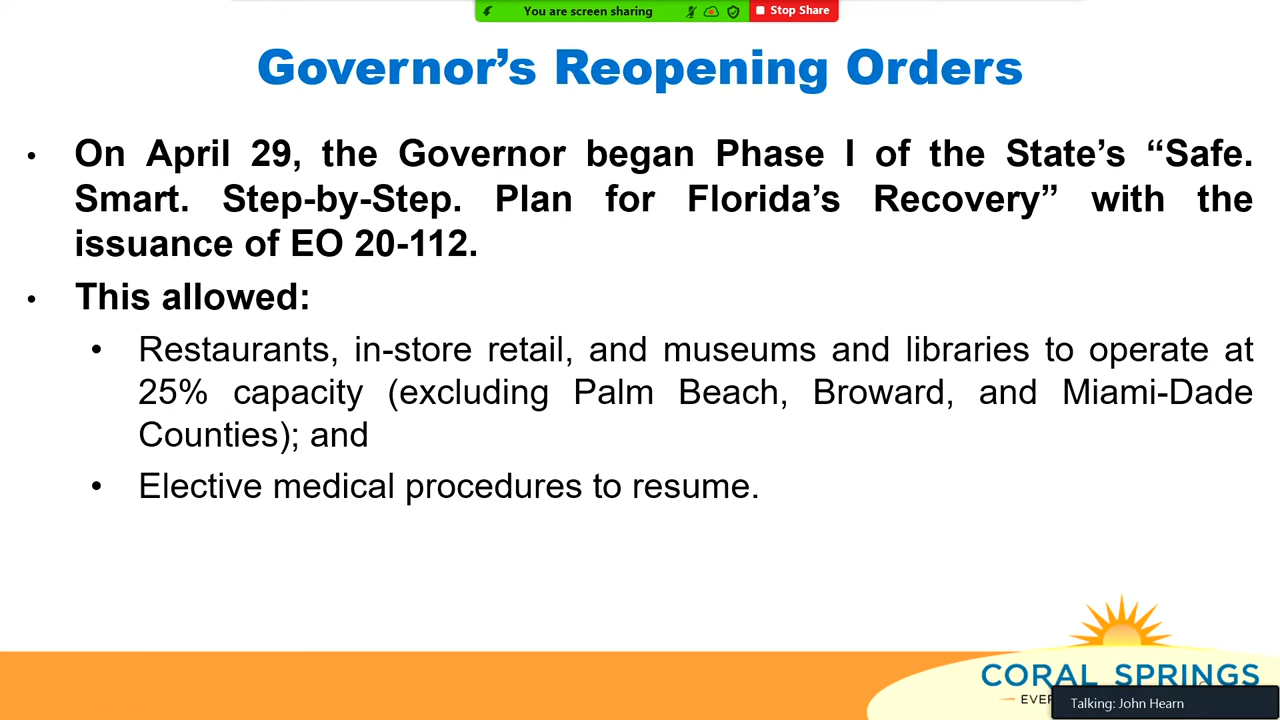 You are screen sharing
Stop Share
Governor’s Reopening Orders
• On April 29, the Governor began Phase I of the State’s “Safe.
Smart. Step-by-Step. Plan for Florida’s Recovery” with the
issuance of EO 20-112.
• This allowed:
• Restaurants, in-store retail, and museums and libraries to operate at
25% capacity (excluding Palm Beach, Broward, and Miami-Dade
Counties); and
• Elective medical procedures to resume.
CORAL SPRINGS
Talking: John Hearn